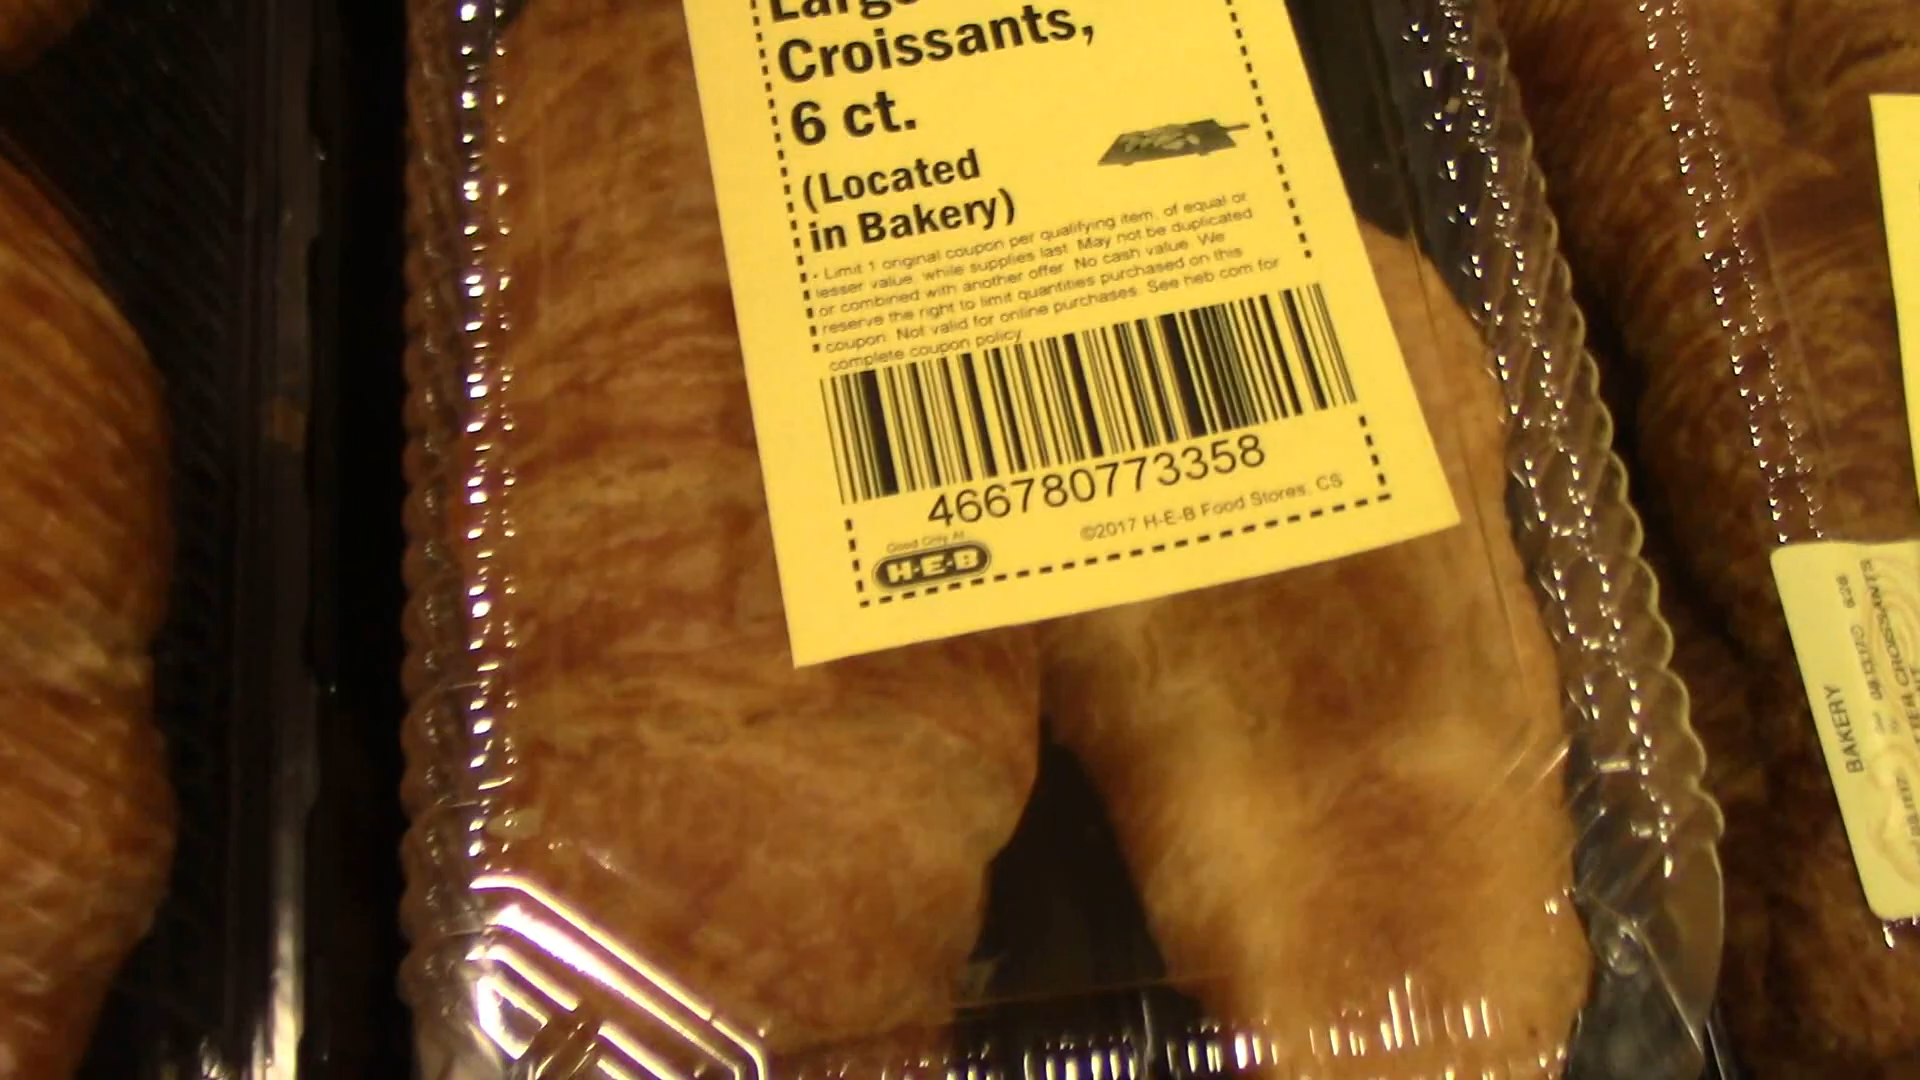 Large
Croissants,
6 ct.
(Located
in Bakery)
• Limit 1 original coupon per qualifying item, of equal or
lesser value, while supplies last. May not be duplicated
or combined with another offer. No cash value. We
reserve the right to limit quantities purchased on this
coupon. Not valid for online purchases. See heb.com for
complete coupon policy
466780773358
©2017 H-E-B Food Stores, CS
Good Only At
H-E-B
BAKERY
CROISSANTS